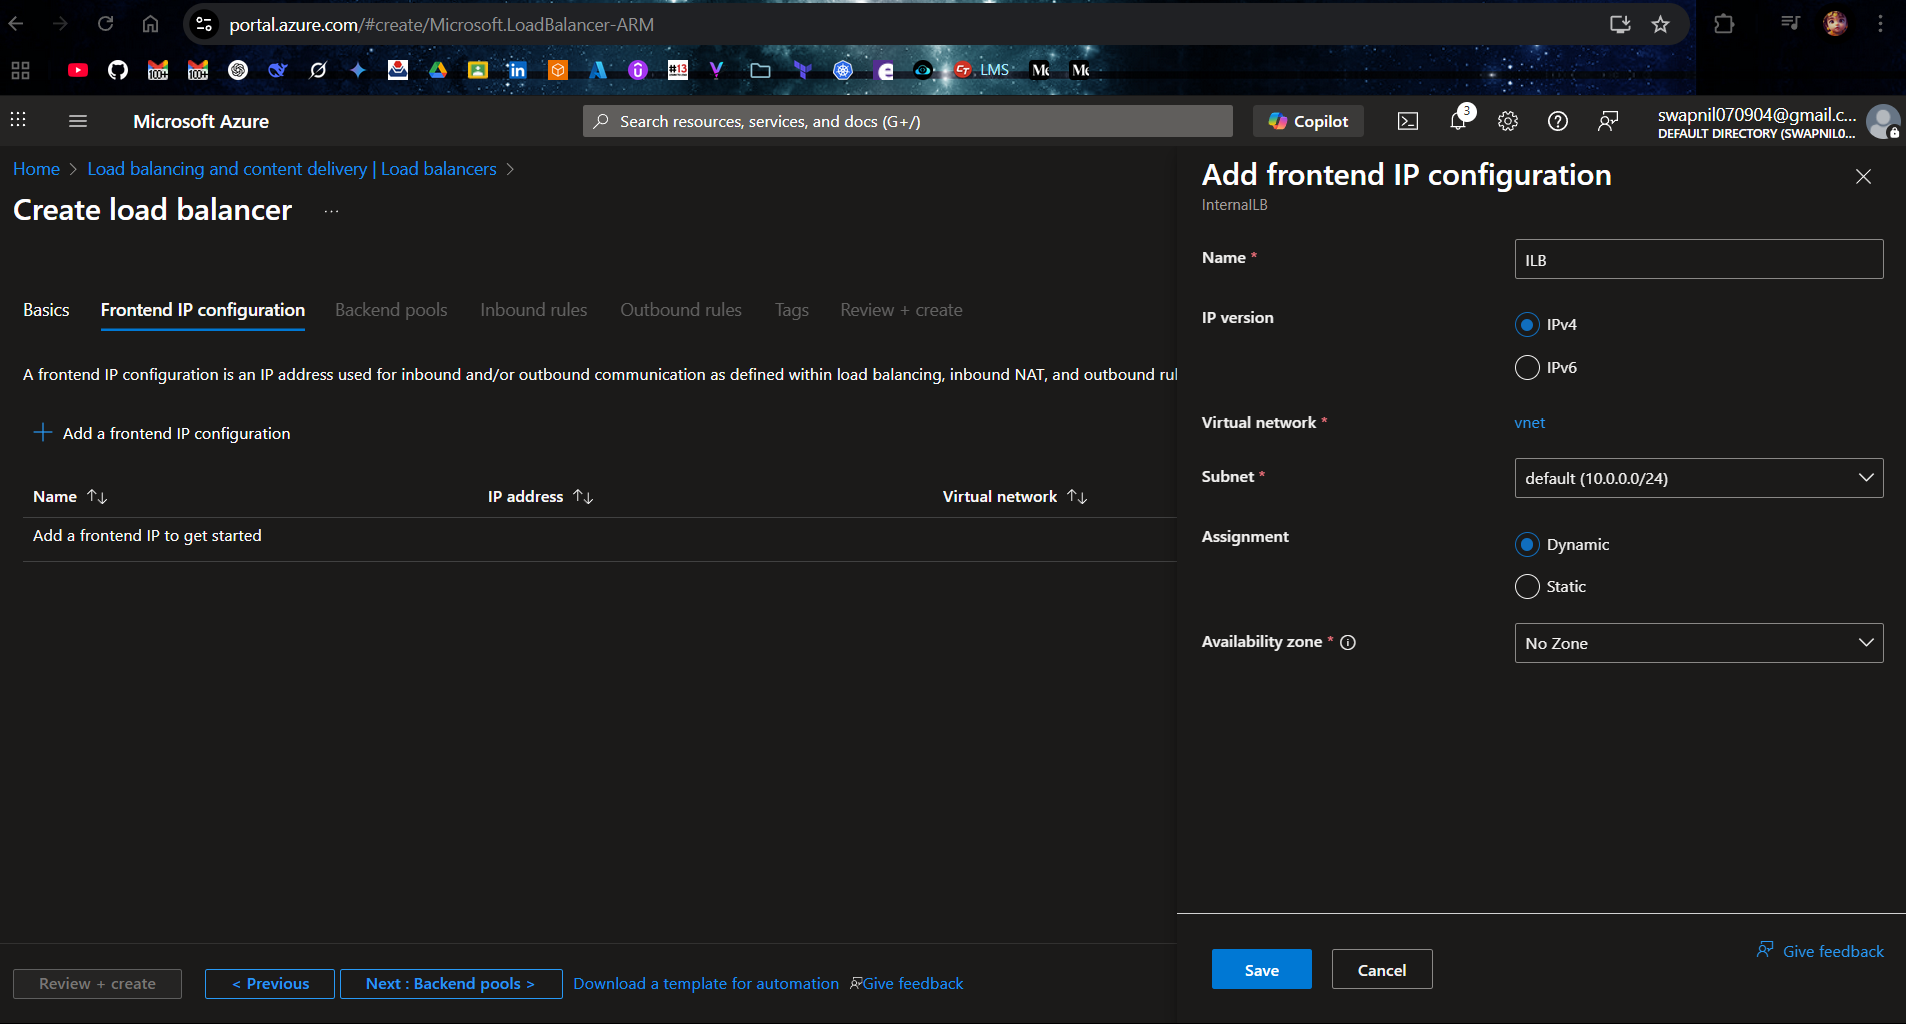 portal.azure.com/#create/Microsoft.LoadBalancer-ARM
100+
100+
#13
LMS
Microsoft Azure
Search resources, services, and docs (G+/)
Copilot
3
swapnil070904@gmail.c...
DEFAULT DIRECTORY (SWAPNIL0...
Home > Load balancing and content delivery | Load balancers >
Create load balancer ...
Basics
Frontend IP configuration
Backend pools
Inbound rules
Outbound rules
Tags
Review + create
A frontend IP configuration is an IP address used for inbound and/or outbound communication as defined within load balancing, inbound NAT, and outbound rul
Add a frontend IP configuration
Name
IP address
Virtual network
Add a frontend IP to get started
Review + create
< Previous
Next : Backend pools >
Download a template for automation
Give feedback
Add frontend IP configuration
InternalLB
Name *
ILB
IP version
IPv4
IPv6
Virtual network *
vnet
Subnet *
default (10.0.0.0/24)
Assignment
Dynamic
Static
Availability zone *
No Zone
Give feedback
Save
Cancel